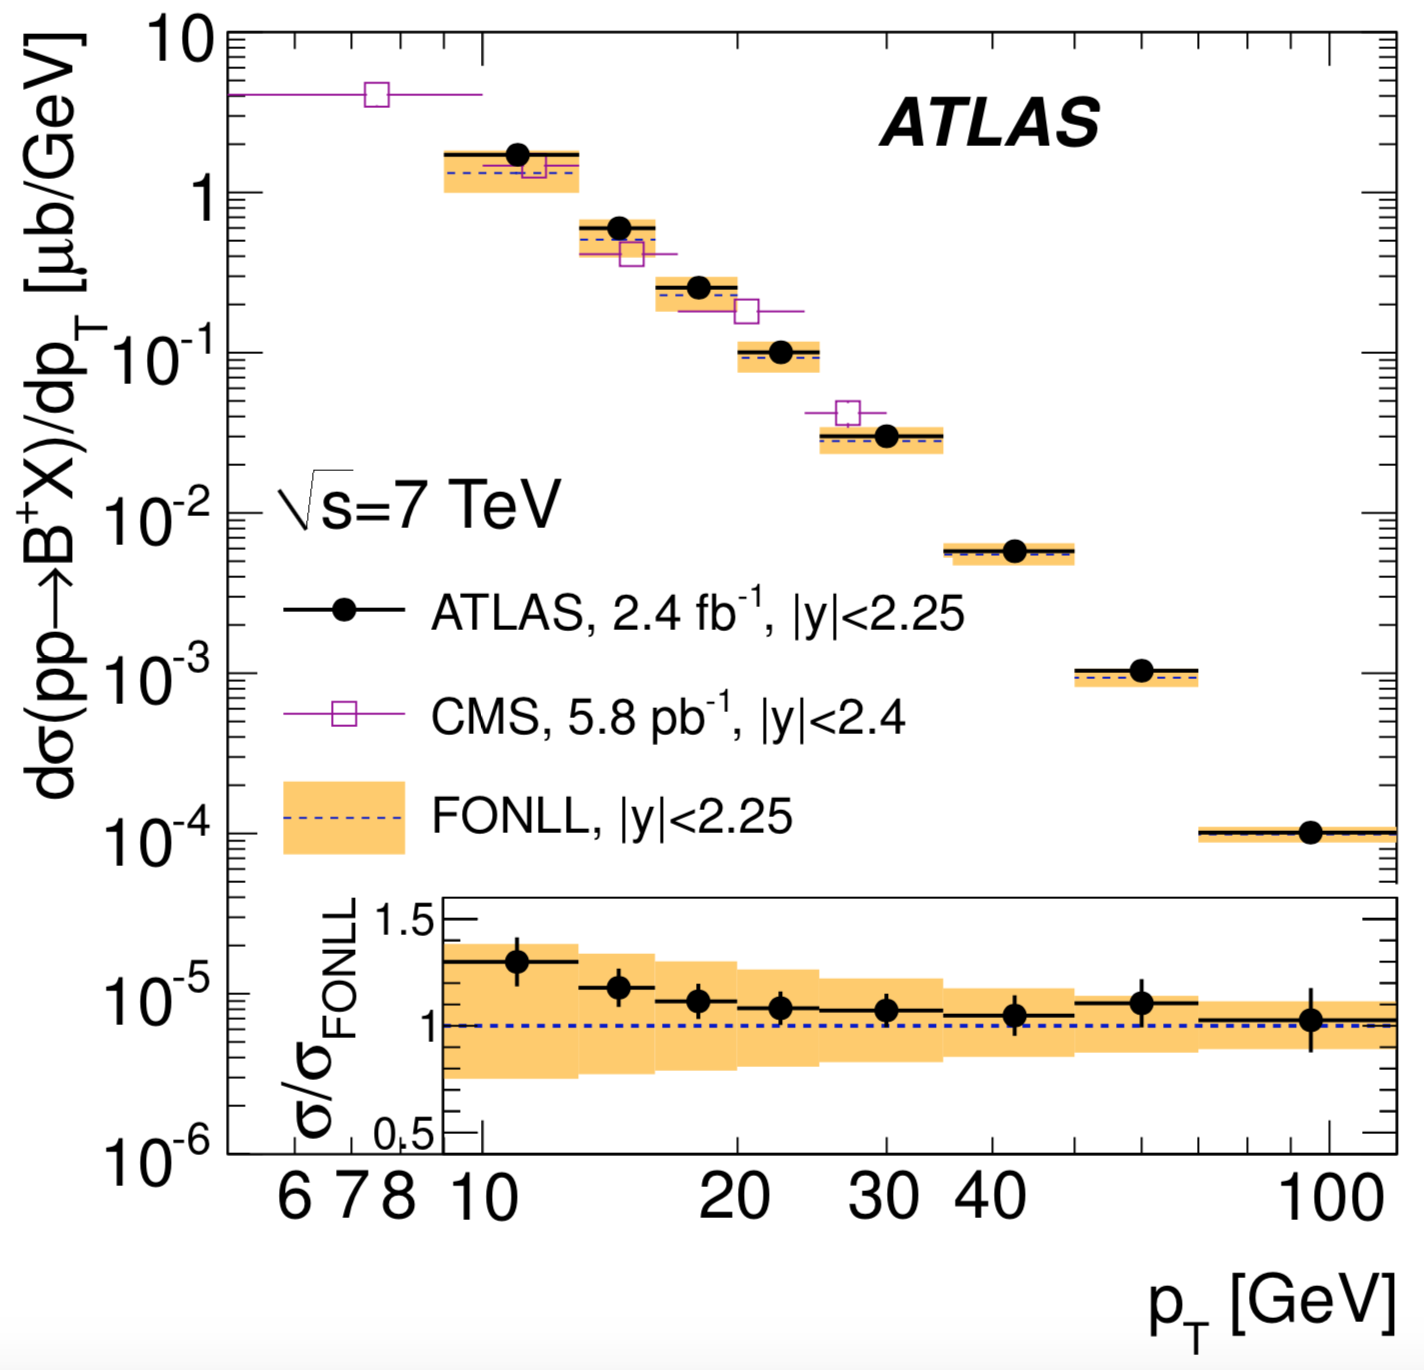 dσ(pp→B⁺X)/dp_T [μb/GeV]
10
1
10⁻¹
10⁻²
10⁻³
10⁻⁴
10⁻⁵
10⁻⁶
ATLAS
√s=7 TeV
ATLAS, 2.4 fb⁻¹, |y|<2.25
CMS, 5.8 pb⁻¹, |y|<2.4
FONLL, |y|<2.25
σ/σ_FONLL
1.5
1
0.5
6 7 8 10 20 30 40 100
p_T [GeV]